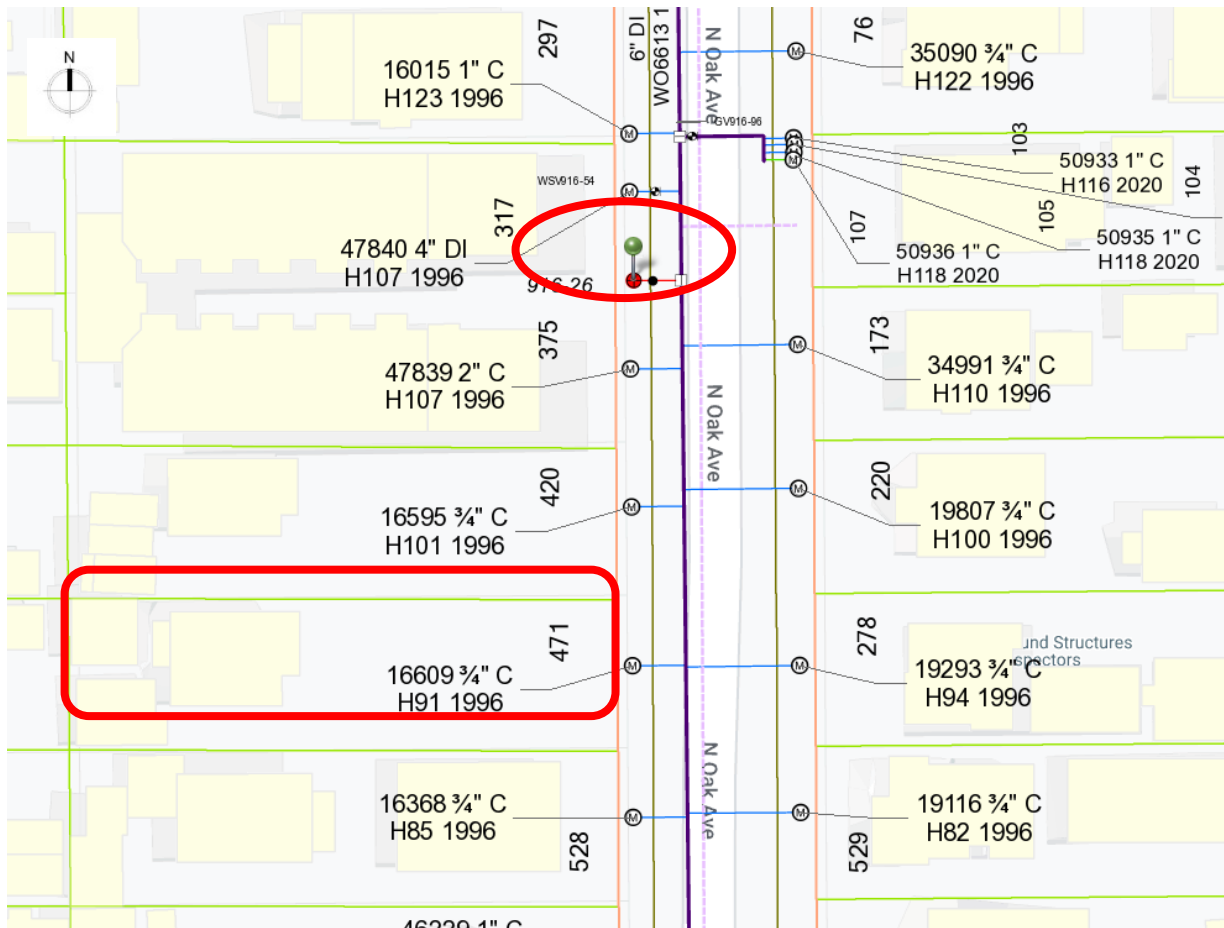 N
297
16015 1" C
H123 1996
6" DI
WO6613 1
N Oak Ave
GV916-96
76
35090 ¾" C
H122 1996
103
50933 1" C
H116 2020
104
105
107
50935 1" C
H118 2020
50936 1" C
H118 2020
WSV916-54
317
47840 4" DI
H107 1996
916-26
375
47839 2" C
H107 1996
173
34991 ¾" C
H110 1996
N Oak Ave
420
16595 ¾" C
H101 1996
220
19807 ¾" C
H100 1996
471
16609 ¾" C
H91 1996
278
und Structures
spectors
19293 ¾" C
H94 1996
N Oak Ave
16368 ¾" C
H85 1996
528
529
19116 ¾" C
H82 1996
M
M
M
M
M
M
M
M
M
M
M
M